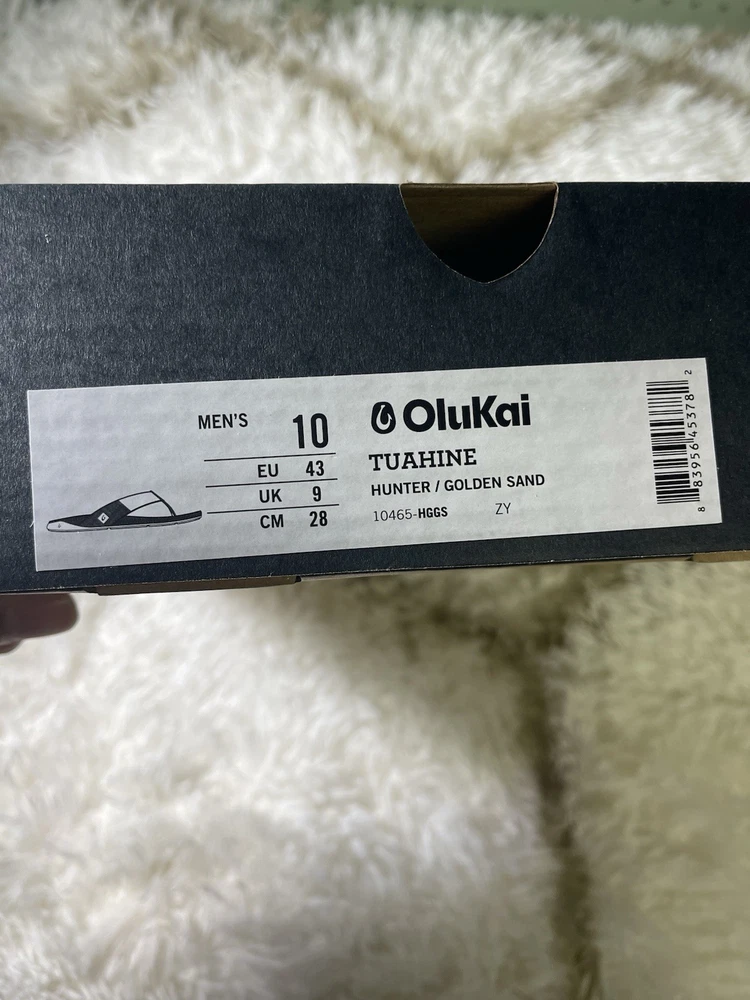 MEN'S 10
EU 43
UK 9
CM 28
OluKai
TUAHINE
HUNTER / GOLDEN SAND
10465-HGGS ZY
8 83956 45378 2